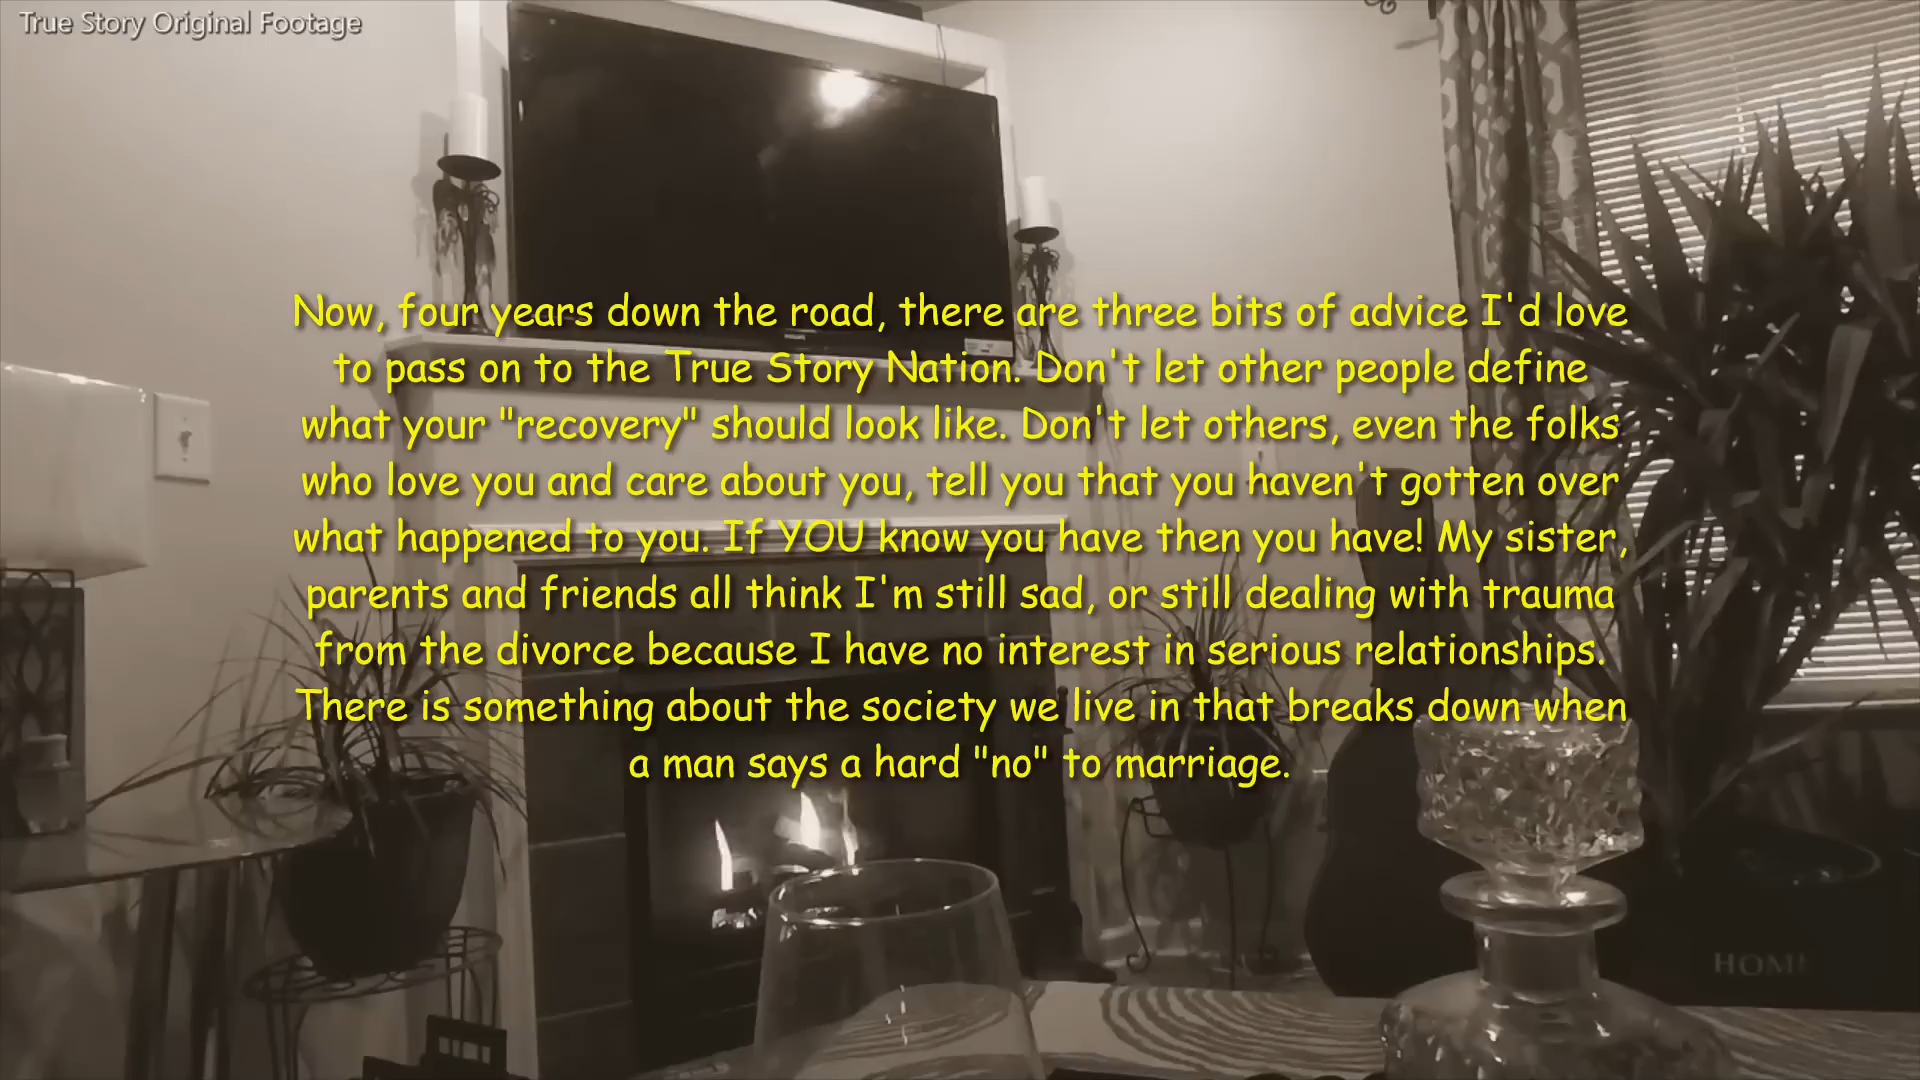 True Story Original Footage
Now, four years down the road, there are three bits of advice I'd love
to pass on to the True Story Nation. Don't let other people define
what your "recovery" should look like. Don't let others, even the folks
who love you and care about you, tell you that you haven't gotten over
what happened to you. If YOU know you have then you have! My sister,
parents and friends all think I'm still sad, or still dealing with trauma
from the divorce because I have no interest in serious relationships.
There is something about the society we live in that breaks down when
a man says a hard "no" to marriage.
HOME